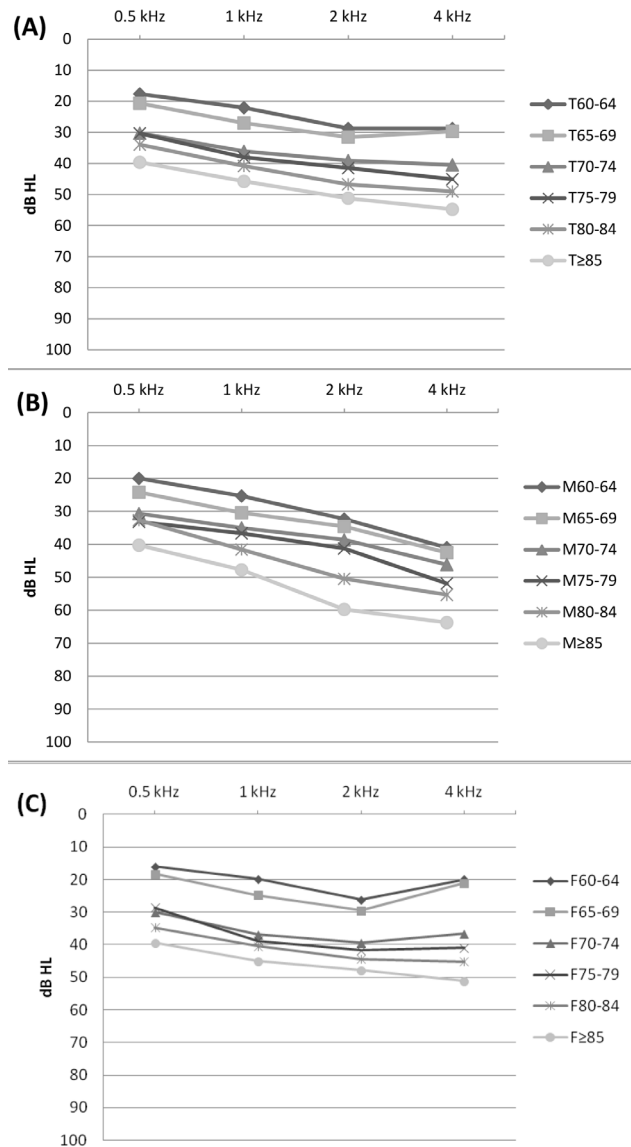 (A)
0.5 kHz 1 kHz 2 kHz 4 kHz
0
10
20
30
40
50
60
70
80
90
100
dB HL
T60-64
T65-69
T70-74
T75-79
T80-84
T≥85
(B)
0.5 kHz 1 kHz 2 kHz 4 kHz
0
10
20
30
40
50
60
70
80
90
100
dB HL
M60-64
M65-69
M70-74
M75-79
M80-84
M≥85
(C)
0.5 kHz 1 kHz 2 kHz 4 kHz
0
10
20
30
40
50
60
70
80
90
100
dB HL
F60-64
F65-69
F70-74
F75-79
F80-84
F≥85